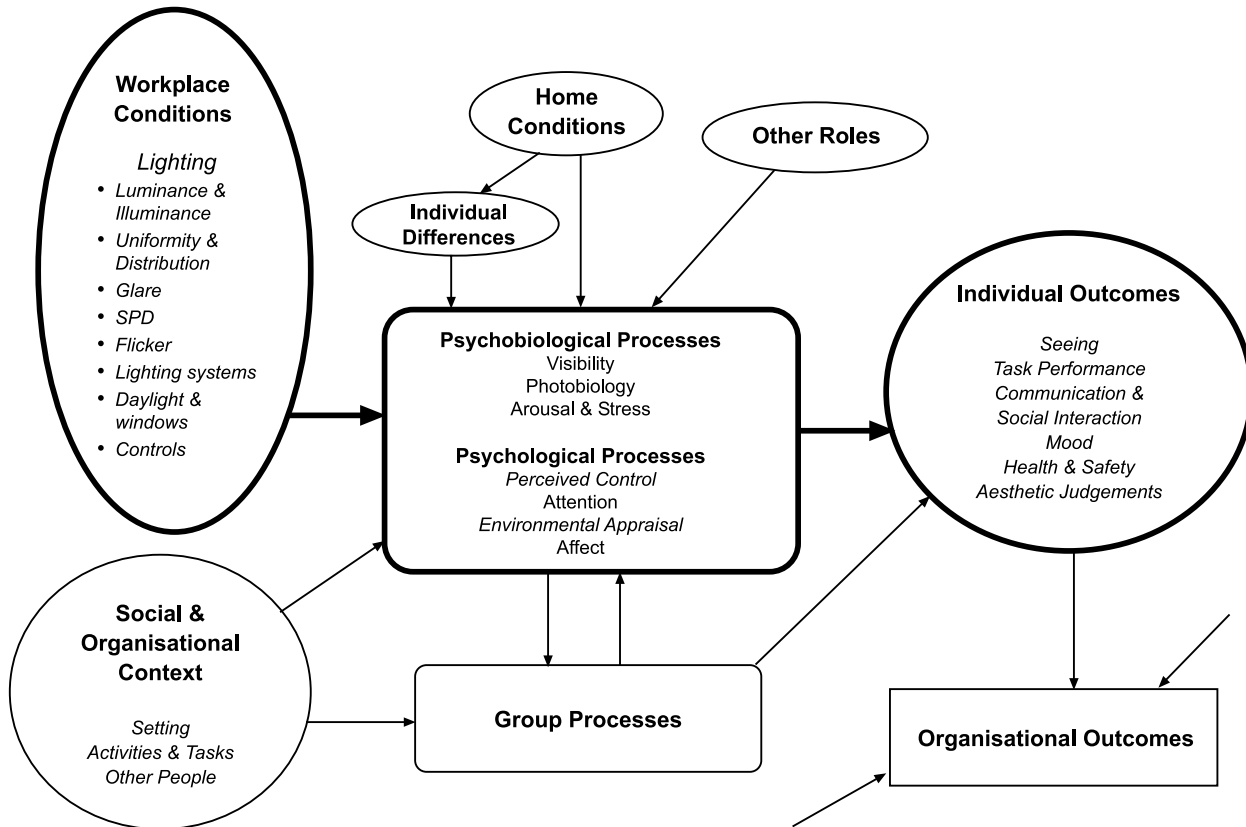 Workplace
Conditions
Lighting
• Luminance &
Illuminance
• Uniformity &
Distribution
• Glare
• SPD
• Flicker
• Lighting systems
• Daylight &
windows
• Controls
Home
Conditions
Other Roles
Individual
Differences
Psychobiological Processes
Visibility
Photobiology
Arousal & Stress
Psychological Processes
Perceived Control
Attention
Environmental Appraisal
Affect
Individual Outcomes
Seeing
Task Performance
Communication &
Social Interaction
Mood
Health & Safety
Aesthetic Judgements
Social &
Organisational
Context
Setting
Activities & Tasks
Other People
Group Processes
Organisational Outcomes